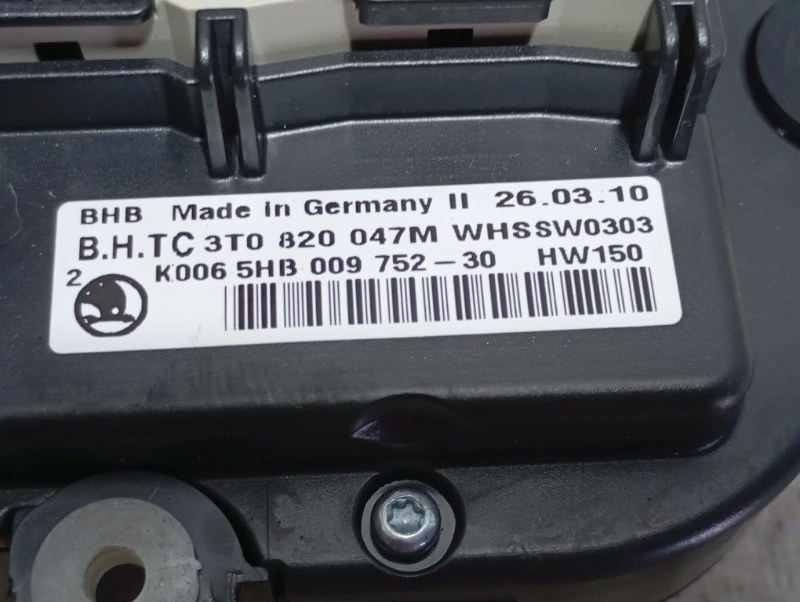 BHB Made in Germany II 26.03.10
B.H.TC 3T0 820 047M WHSSW0303
2 K006 5HB 009 752-30 HW150